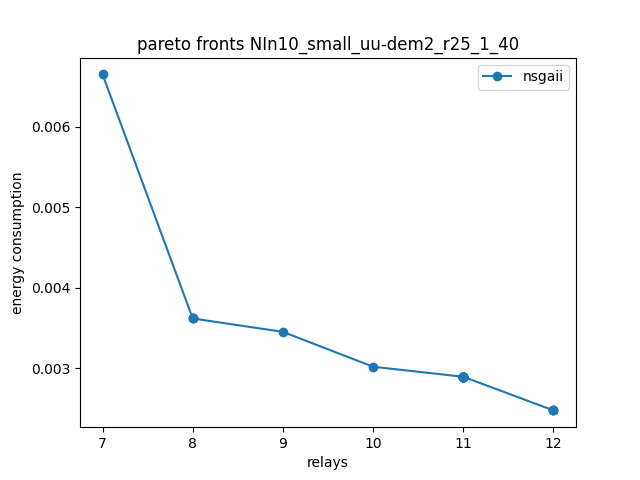 pareto fronts NIn10_small_uu-dem2_r25_1_40
nsgaii
0.006
0.005
0.004
0.003
energy consumption
7 8 9 10 11 12
relays